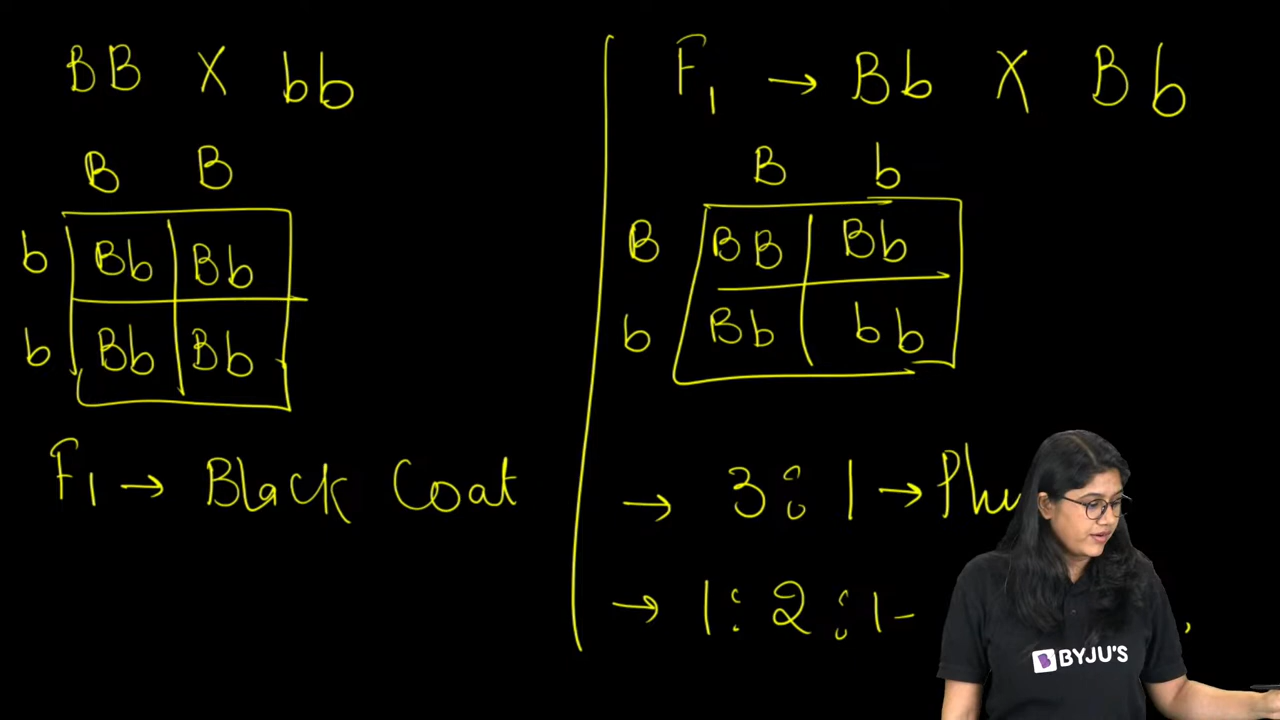 BB X bb
B B
b Bb Bb
b Bb Bb
F1 → Black Coat
F1 → Bb X Bb
B b
B BB Bb
b Bb bb
→ 3:1 →
→ 1:2:1-
BYJU'S